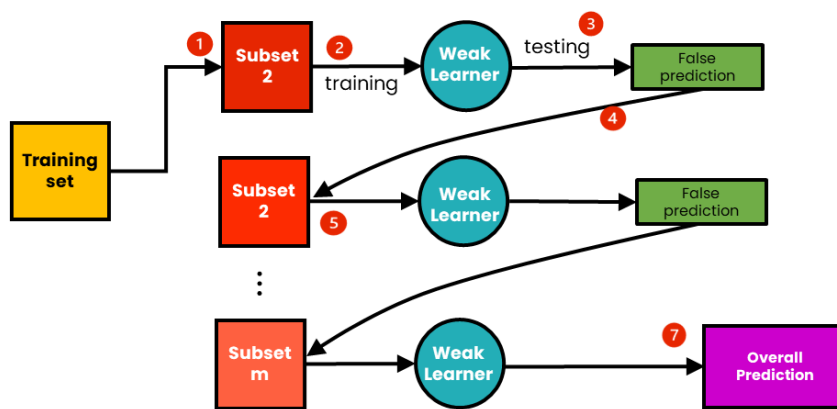 1
Subset
2
2
training
Weak
Learner
3
testing
False
prediction
4
Training
set
Subset
2
5
Weak
Learner
False
prediction
⋮
Subset
m
Weak
Learner
7
Overall
Prediction